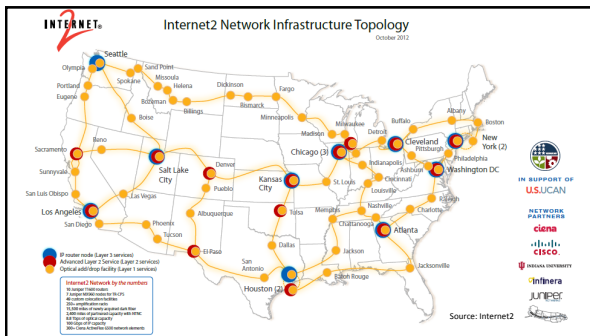 INTERNET®
2
Internet2 Network Infrastructure Topology
October 2012
Seattle
Olympia
Portland
Eugene
Spokane
Sand Point
Missoula
Helena
Bozeman
Billings
Dickinson
Bismarck
Fargo
Minneapolis
Milwaukee
Madison
Chicago (3)
Detroit
Buffalo
Albany
Boston
Cleveland
New
York (2)
Pittsburgh
Philadelphia
Ashburn
Washington DC
Boise
Reno
Sacramento
Sunnyvale
Salt Lake
City
Denver
Pueblo
Kansas
City
St. Louis
Indianapolis
Cincinnati
Louisville
Raleigh
San Luis Obispo
Los Angeles
Las Vegas
San Diego
Phoenix
Tucson
Albuquerque
El Paso
Tulsa
Dallas
San
Antonio
Houston (2)
Memphis
Nashville
Chattanooga
Charlotte
Atlanta
Jackson
Baton Rouge
Jacksonville
IP router node (Layer 3 services)
Advanced Layer 2 Service (Layer 2 services)
Optical add/drop facility (Layer 1 services)
Internet2 Network by the numbers
Source: Internet2
IN SUPPORT OF
U.S.UCAN
NETWORK
PARTNERS
ciena
CISCO
INDIANA UNIVERSITY
infinera
JUNIPER